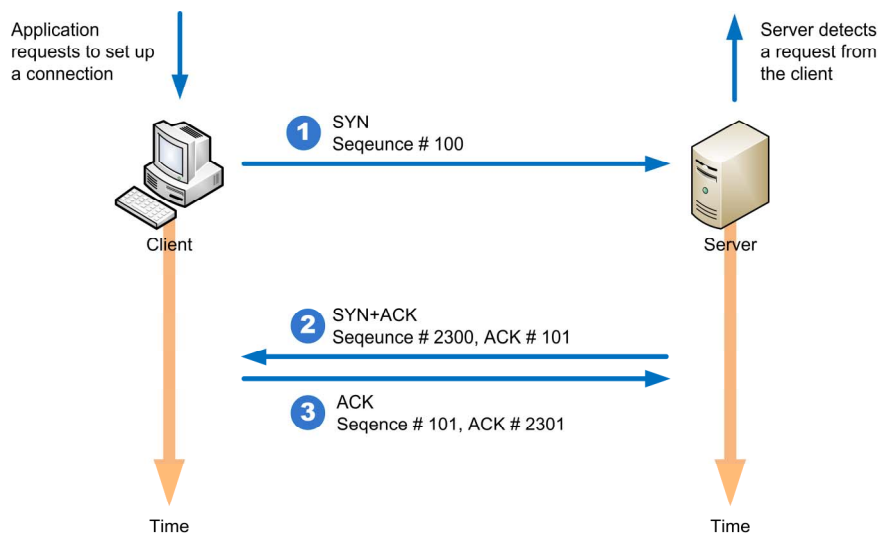 Application
requests to set up
a connection
Server detects
a request from
the client
1
SYN
Seqeunce # 100
Client
Server
2
SYN+ACK
Seqeunce # 2300, ACK # 101
3
ACK
Seqence # 101, ACK # 2301
Time
Time